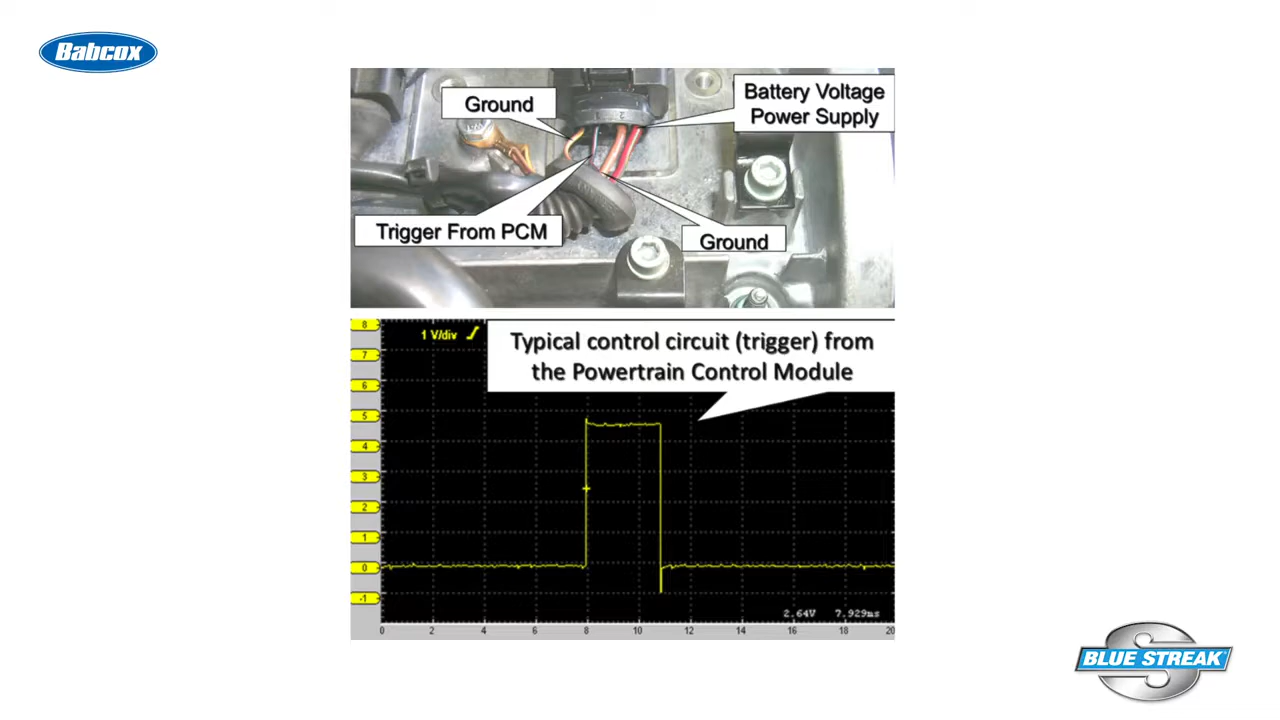 Babcox
Ground
Battery Voltage
Power Supply
Trigger From PCM
Ground
8
1 V/div
Typical control circuit (trigger) from
the Powertrain Control Module
7
6
5
4
3
2
1
0
-1
2.64V 7.929ms
0 2 4 6 8 10 12 14 16 18 20
S
BLUE STREAK®